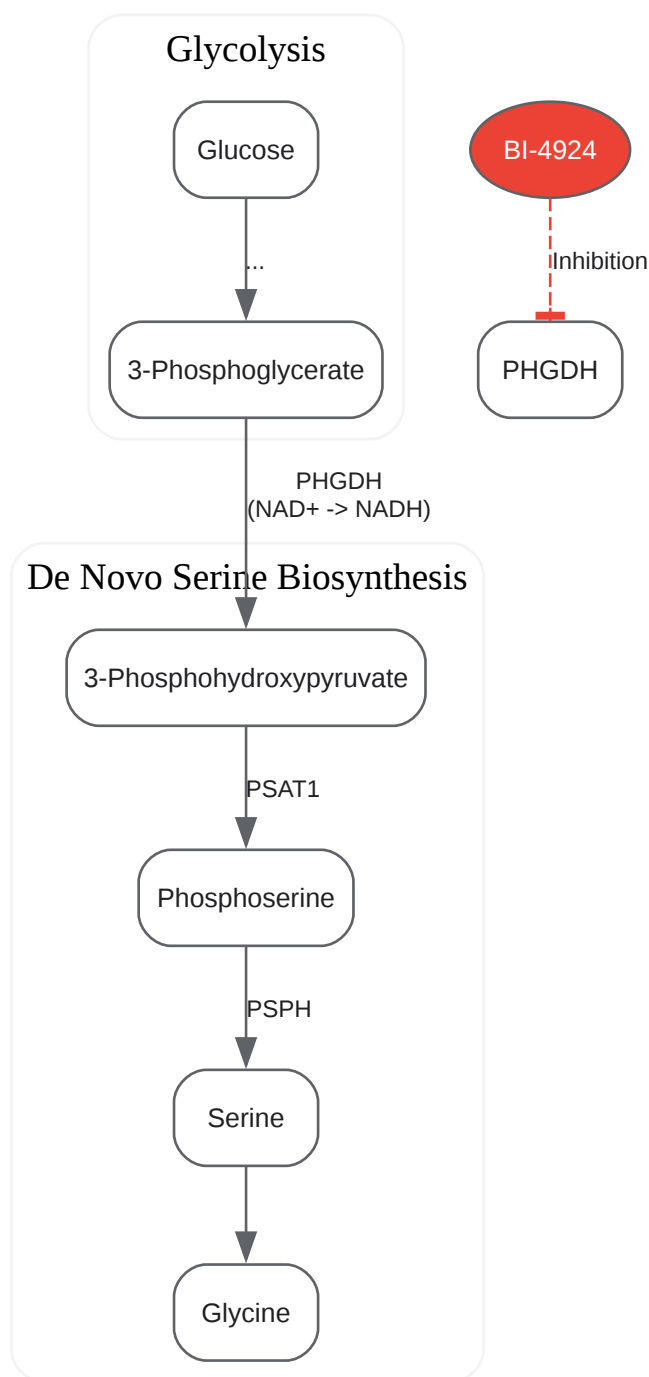 Glycolysis
Glucose
BI-4924
...
Inhibition
3-Phosphoglycerate
PHGDH
PHGDH
(NAD+ -> NADH)
De Novo Serine Biosynthesis
3-Phosphohydroxypyruvate
PSAT1
Phosphoserine
PSPH
Serine
Glycine